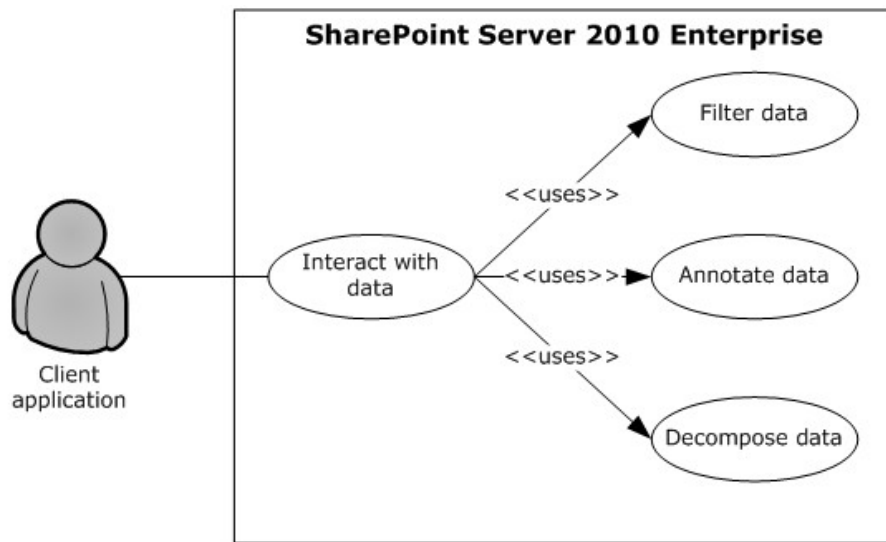 SharePoint Server 2010 Enterprise
Filter data
<<uses>>
Interact with
data
<<uses>>
Annotate data
<<uses>>
Client
application
Decompose data